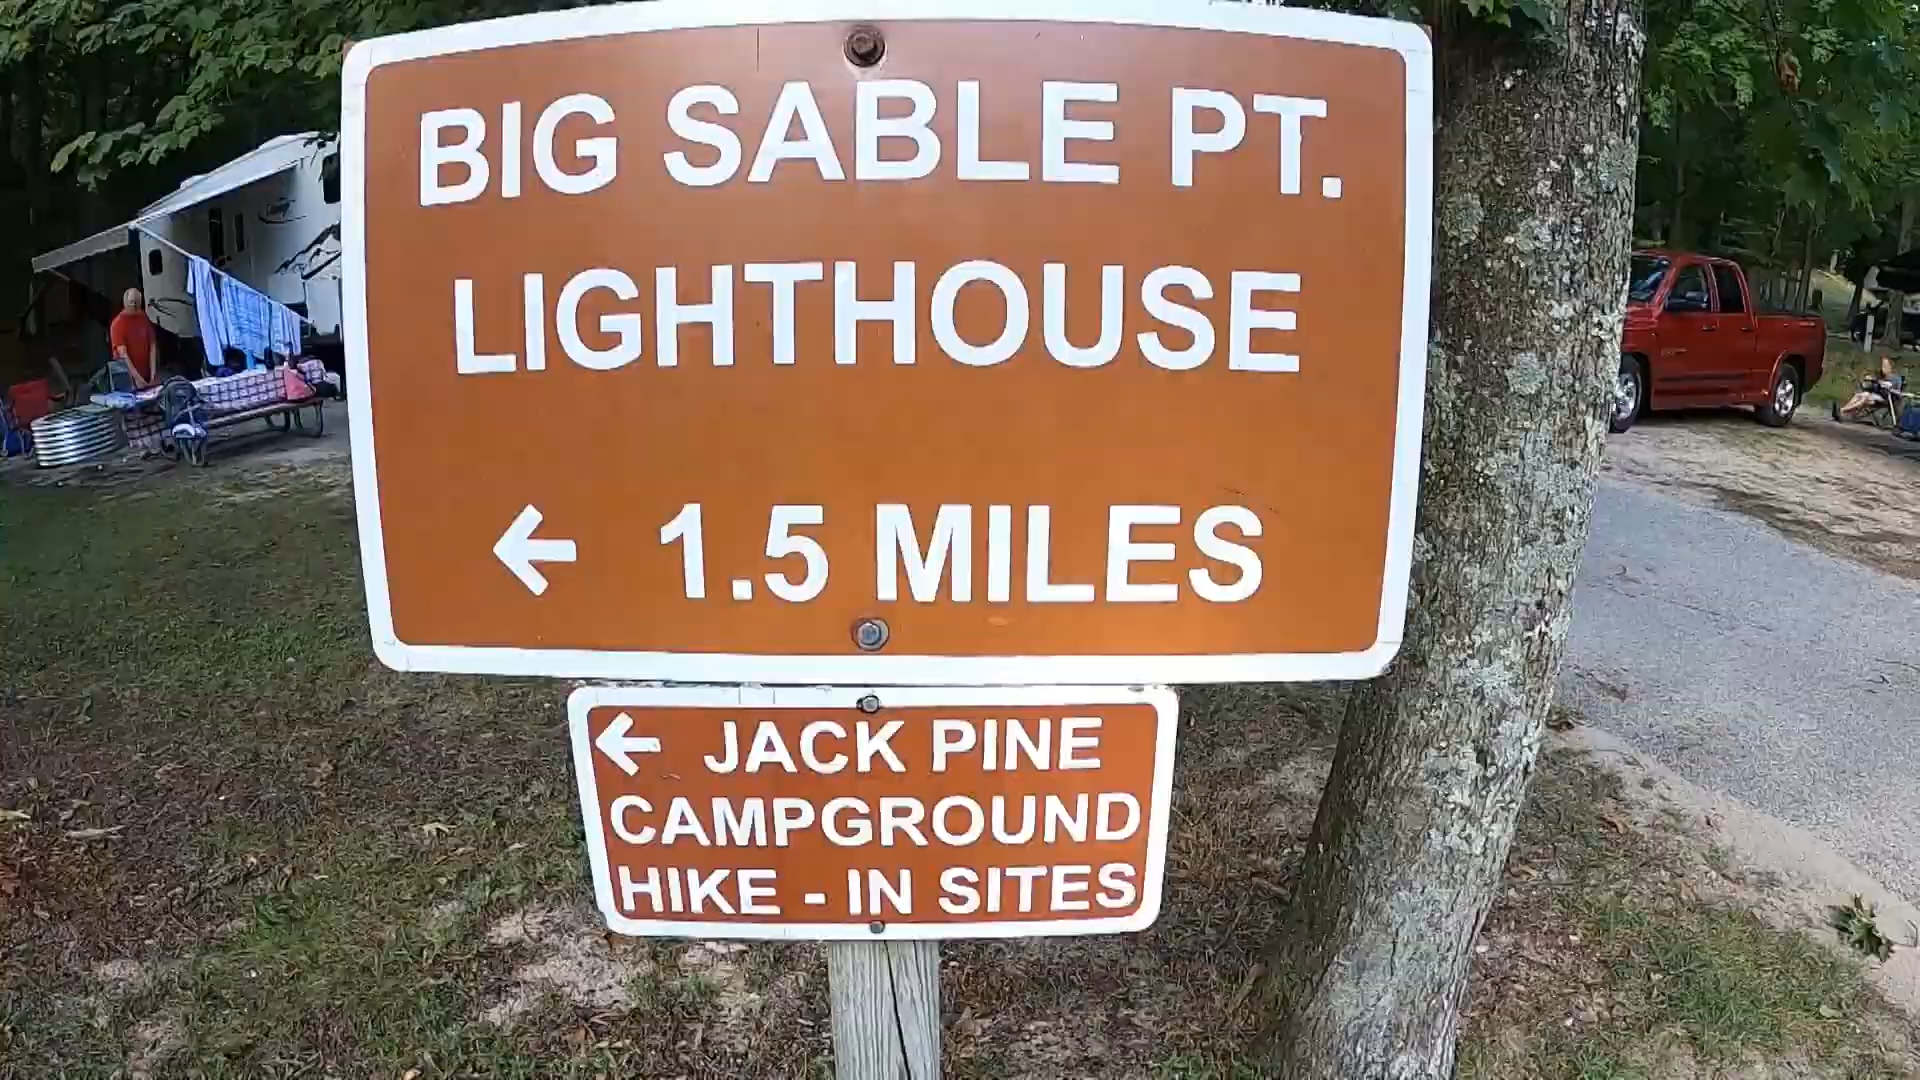 BIG SABLE PT.
LIGHTHOUSE
← 1.5 MILES
← JACK PINE
CAMPGROUND
HIKE - IN SITES